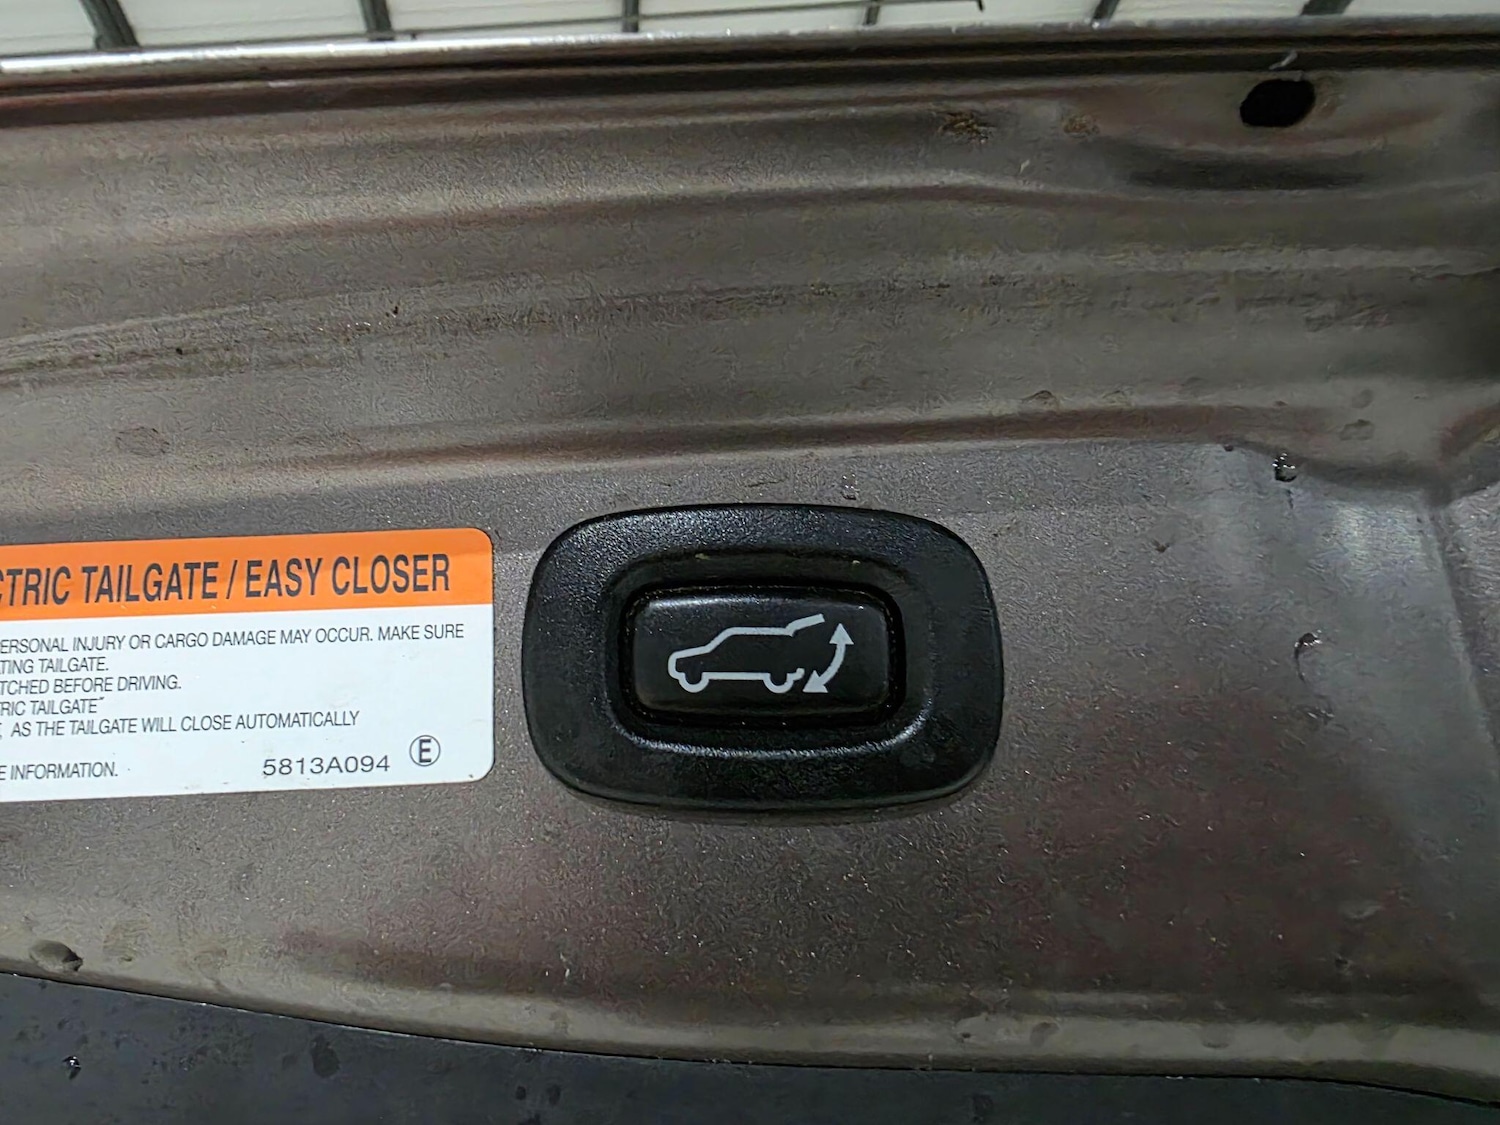 CTRIC TAILGATE / EASY CLOSER
ERSONAL INJURY OR CARGO DAMAGE MAY OCCUR. MAKE SURE
TING TAILGATE.
TCHED BEFORE DRIVING.
RIC TAILGATE"
, AS THE TAILGATE WILL CLOSE AUTOMATICALLY
E INFORMATION.
5813A094 E